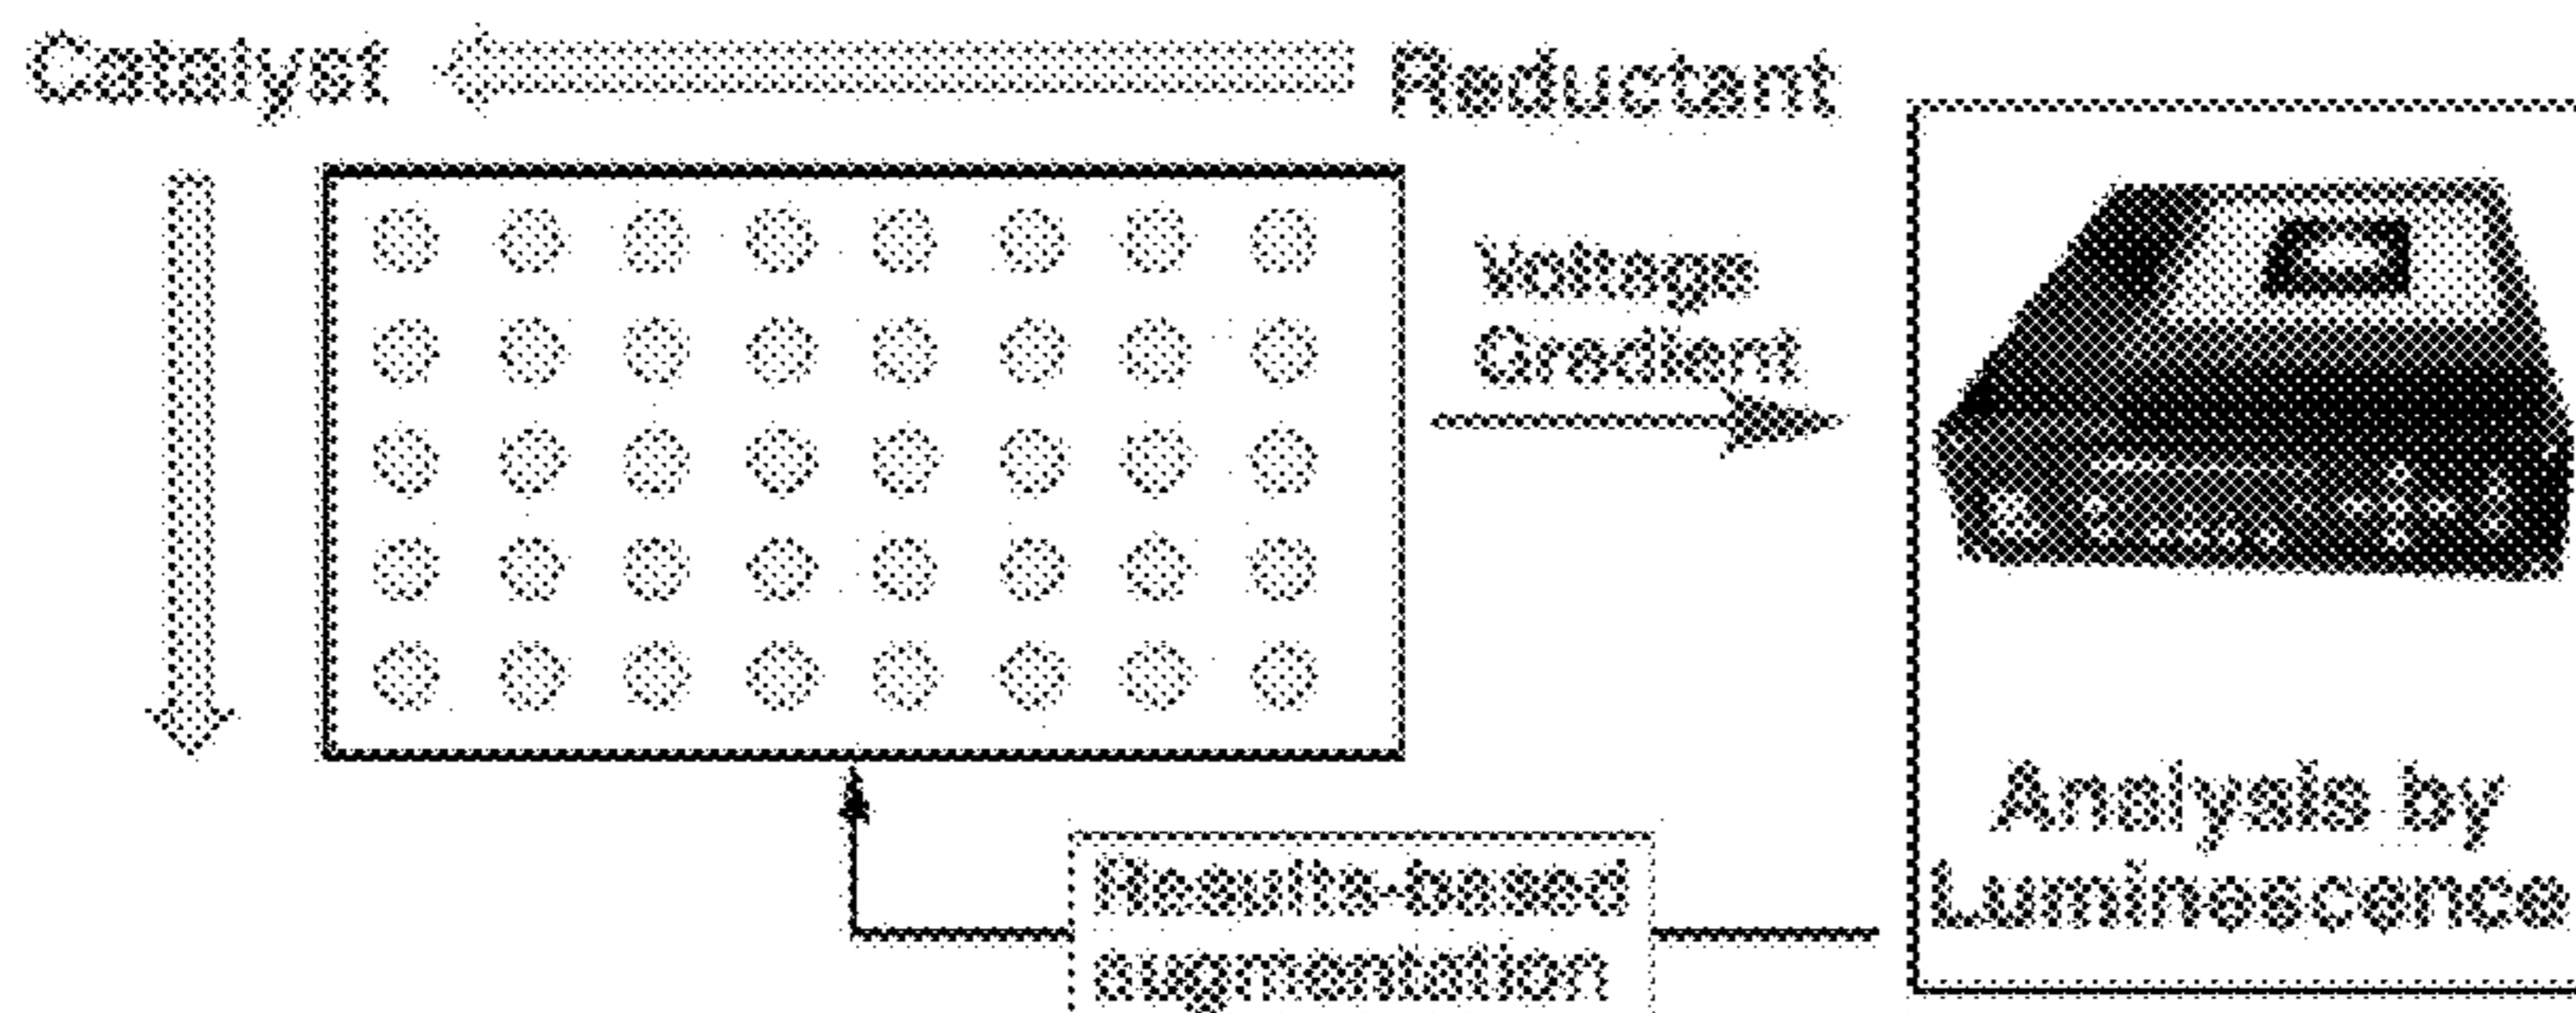 Catalyst
Reductant
Voltage
Gradient
Analysis by
Luminescence
Results-based
augmentation